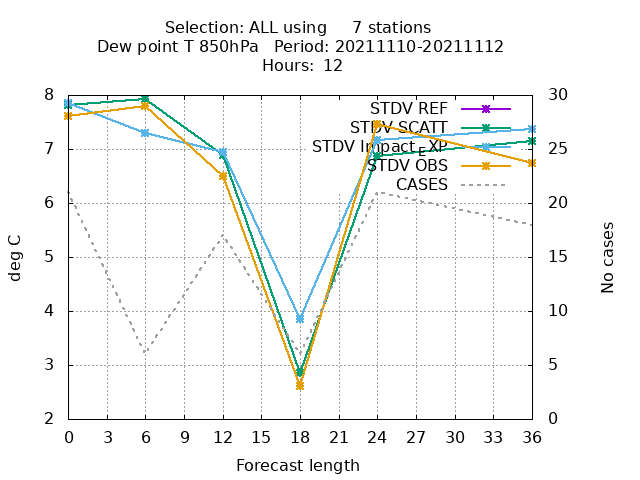 Selection: ALL using 7 stations
Dew point T 850hPa Period: 20211110-20211112
Hours: 12
8
7
6
5
4
3
2
30
25
20
15
10
5
0
STDV REF
STDV SCATT
STDV Impact_EXP
STDV OBS
CASES
deg C
No cases
0 3 6 9 12 15 18 21 24 27 30 33 36
Forecast length